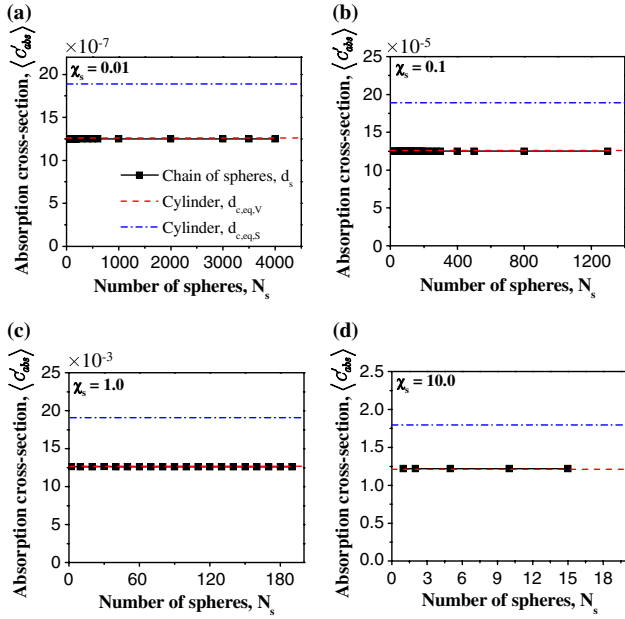 (a)
×10⁻⁷
Absorption cross-section, ⟨C'abs⟩
χs = 0.01
20
15
10
5
0
0 1000 2000 3000 4000
Number of spheres, Ns
Chain of spheres, ds
Cylinder, dc,eq,V
Cylinder, dc,eq,S
(b)
×10⁻⁵
Absorption cross-section, ⟨C'abs⟩
χs = 0.1
25
20
15
10
5
0
0 400 800 1200
Number of spheres, Ns
(c)
×10⁻³
Absorption cross-section, ⟨C'abs⟩
χs = 1.0
25
20
15
10
5
0
0 60 120 180
Number of spheres, Ns
(d)
Absorption cross-section, ⟨C'abs⟩
χs = 10.0
2.5
2.0
1.5
1.0
0.5
0.0
0 3 6 9 12 15 18
Number of spheres, Ns